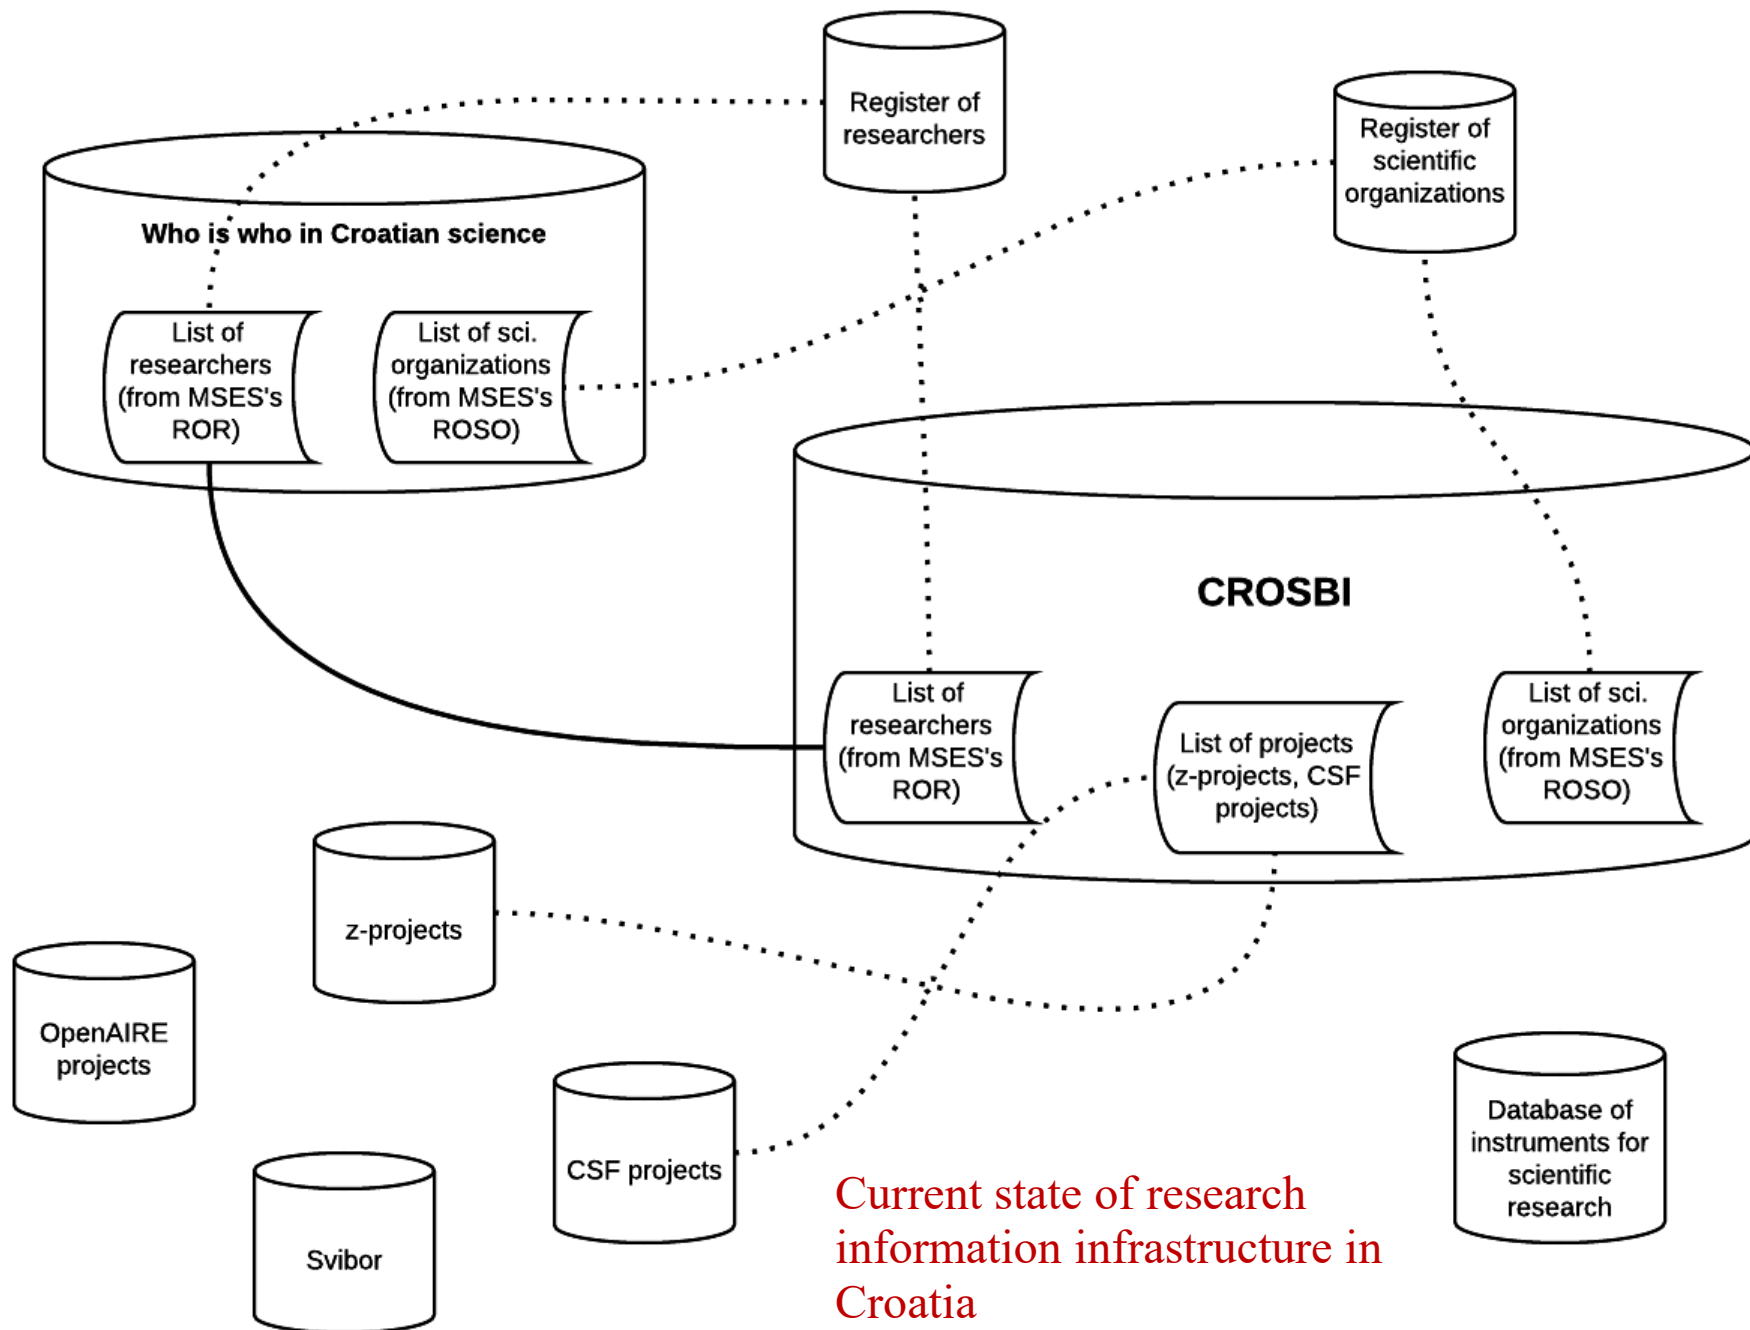 Register of
researchers
Register of
scientific
organizations
Who is who in Croatian science
List of
researchers
(from MSES's
ROR)
List of sci.
organizations
(from MSES's
ROSO)
CROSBI
List of
researchers
(from MSES's
ROR)
List of projects
(z-projects, CSF
projects)
List of sci.
organizations
(from MSES's
ROSO)
z-projects
OpenAIRE
projects
CSF projects
Svibor
Database of
instruments for
scientific
research
Current state of research
information infrastructure in
Croatia